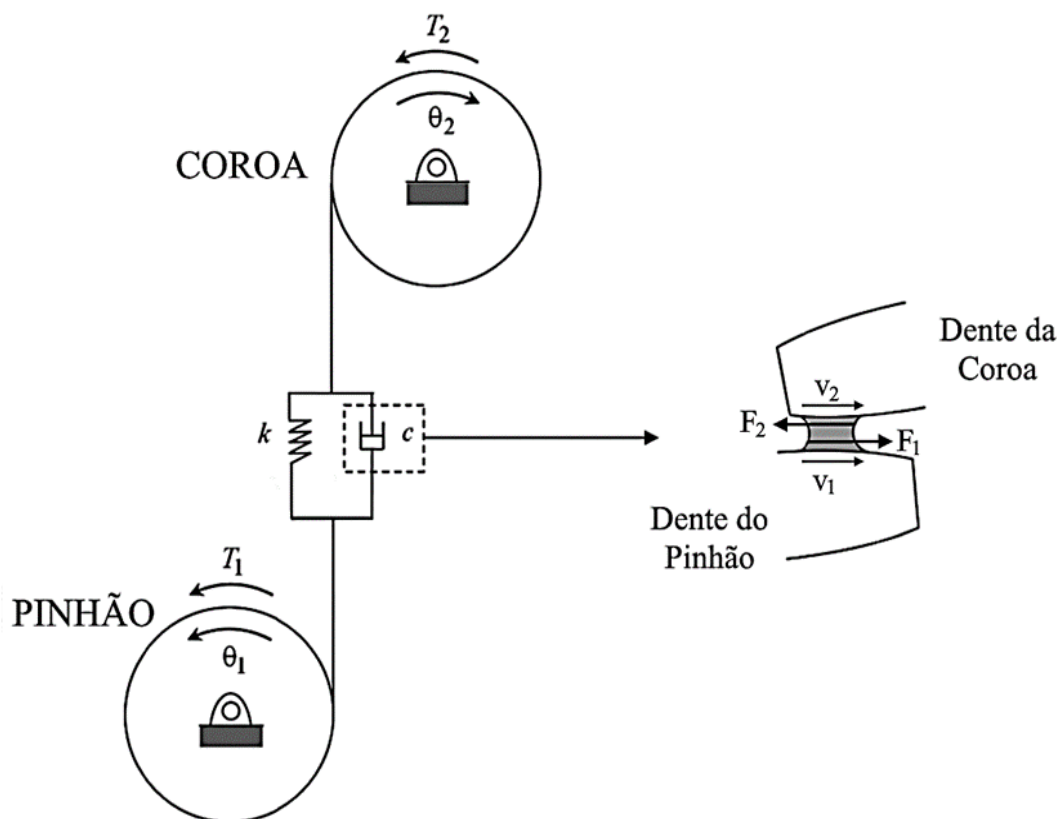 T₂
θ₂
COROA
k
c
T₁
PINHÃO
θ₁
Dente da
Coroa
v₂
F₂
F₁
v₁
Dente do
Pinhão